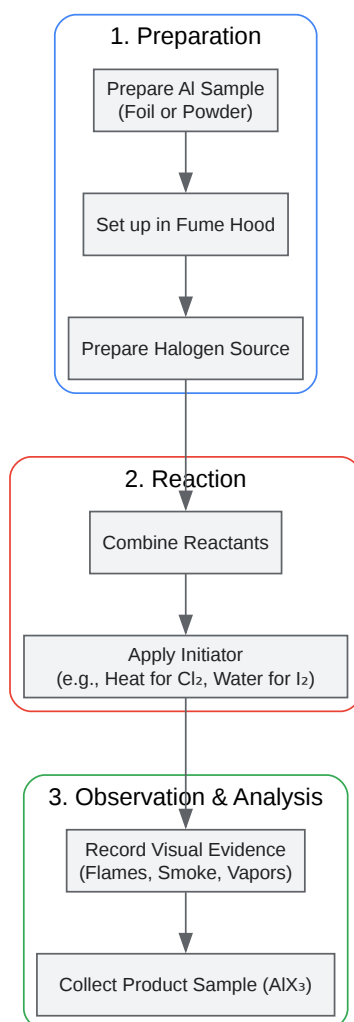 1. Preparation
Prepare Al Sample
(Foil or Powder)
Set up in Fume Hood
Prepare Halogen Source
2. Reaction
Combine Reactants
Apply Initiator
(e.g., Heat for Cl₂, Water for I₂)
3. Observation & Analysis
Record Visual Evidence
(Flames, Smoke, Vapors)
Collect Product Sample (AlX₃)